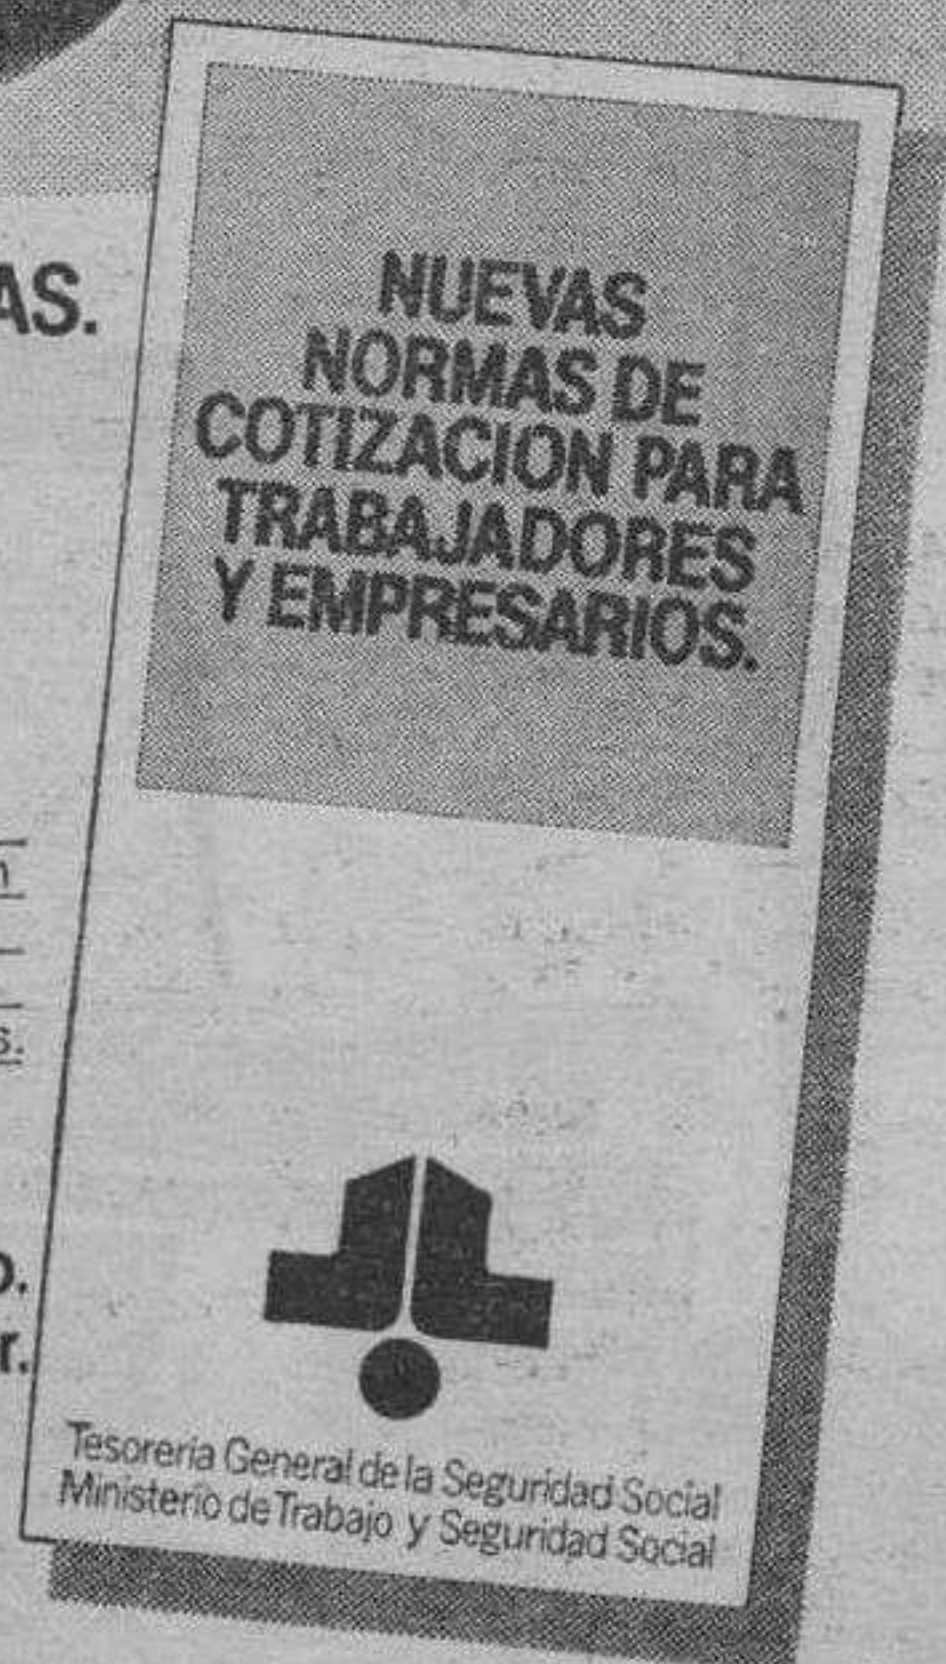 AS.
NUEVAS
NORMAS DE
COTIZACION PARA
TRABAJADORES
Y EMPRESARIOS.
s.
o.
r.
Tesorería General de la Seguridad Social
Ministerio de Trabajo y Seguridad Social